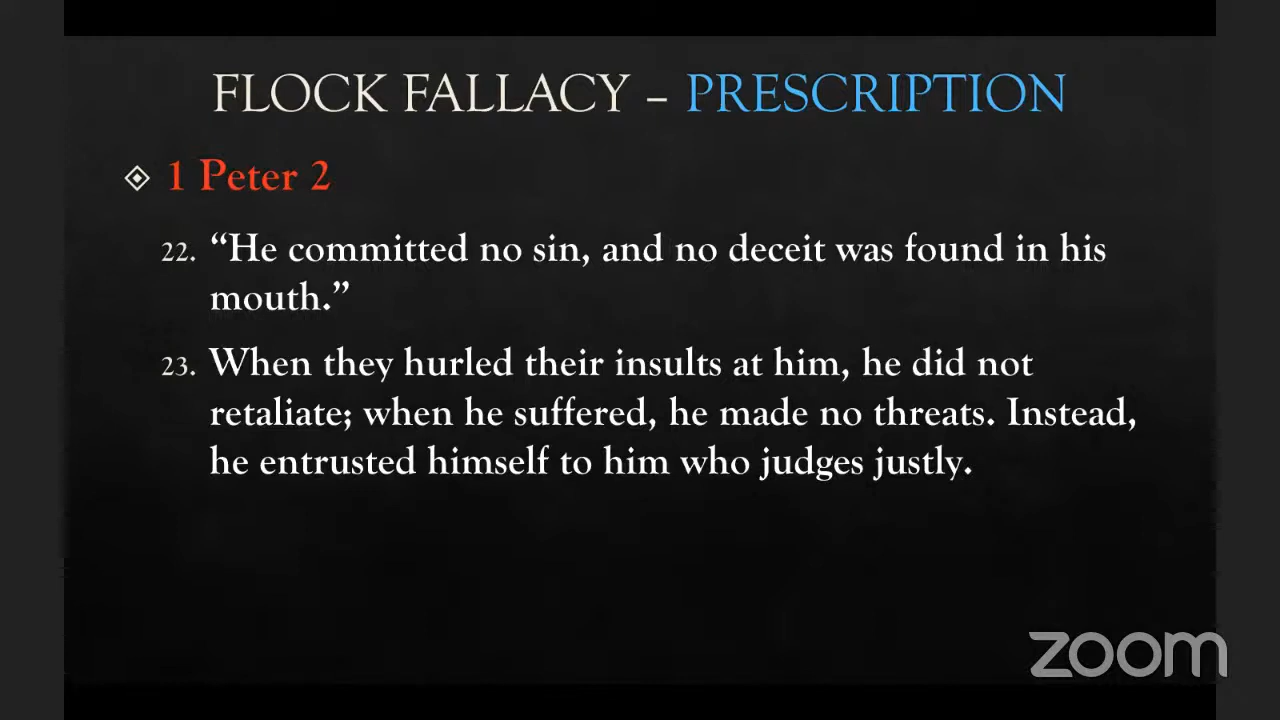 FLOCK FALLACY – PRESCRIPTION
1 Peter 2
22. “He committed no sin, and no deceit was found in his
mouth.”
23. When they hurled their insults at him, he did not
retaliate; when he suffered, he made no threats. Instead,
he entrusted himself to him who judges justly.
zoom